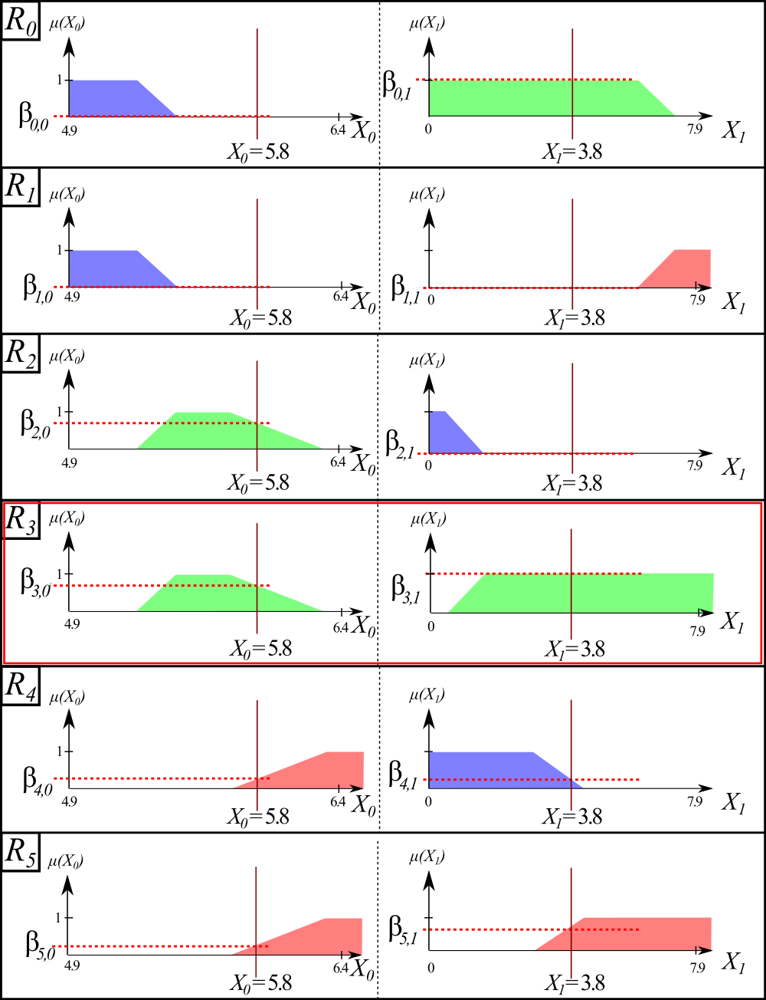 R0 μ(X0) μ(X1)
1 β0,1
β0,0
4.9 6.4 X0 0 7.9 X1
X0=5.8 X1=3.8
R1 μ(X0) μ(X1)
1
β1,0 4.9 6.4 X0 β1,1 0 7.9 X1
X0=5.8 X1=3.8
R2 μ(X0) μ(X1)
1
β2,0 β2,1
4.9 6.4 X0 0 7.9 X1
X0=5.8 X1=3.8
R3 μ(X0) μ(X1)
1
β3,0 β3,1
4.9 6.4 X0 0 7.9 X1
X0=5.8 X1=3.8
R4 μ(X0) μ(X1)
1
β4,0 β4,1
4.9 6.4 X0 0 7.9 X1
X0=5.8 X1=3.8
R5 μ(X0) μ(X1)
1
β5,0 β5,1
4.9 6.4 X0 0 7.9 X1
X0=5.8 X1=3.8